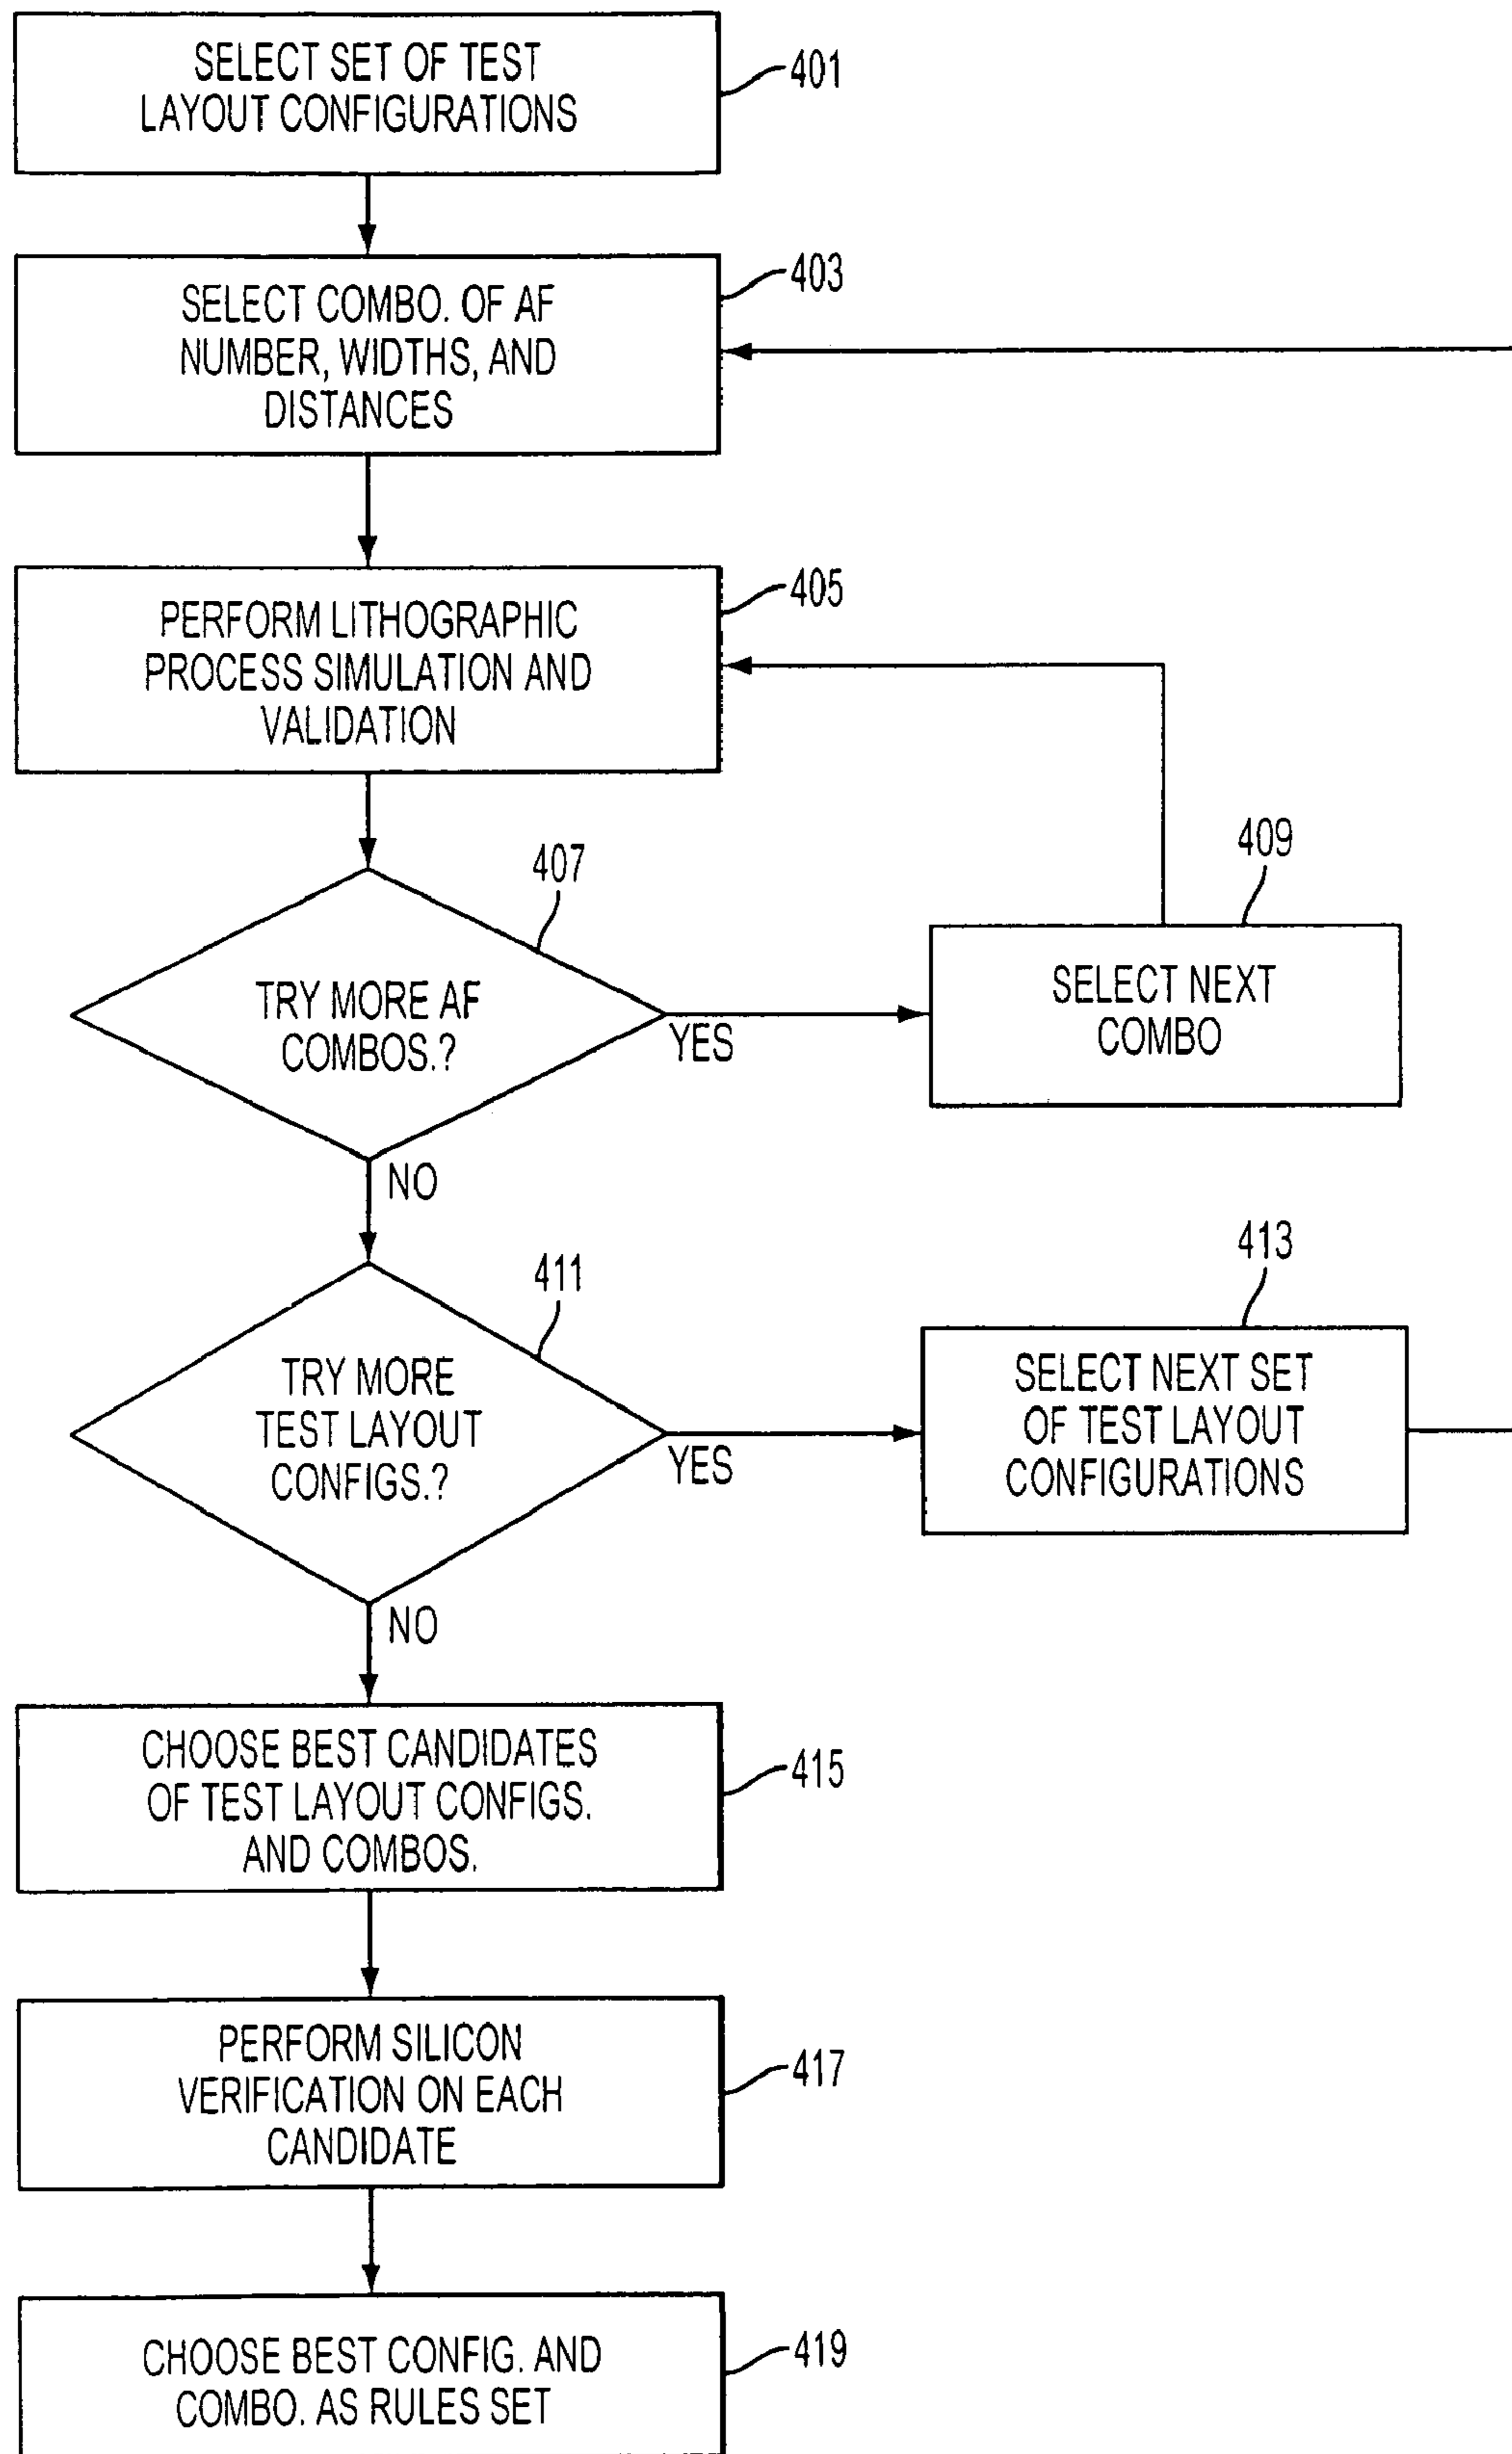 SELECT SET OF TEST
LAYOUT CONFIGURATIONS
401
SELECT COMBO. OF AF
NUMBER, WIDTHS, AND
DISTANCES
403
PERFORM LITHOGRAPHIC
PROCESS SIMULATION AND
VALIDATION
405
407
TRY MORE AF
COMBOS.?
YES
NO
409
SELECT NEXT
COMBO
411
TRY MORE
TEST LAYOUT
CONFIGS.?
YES
NO
413
SELECT NEXT SET
OF TEST LAYOUT
CONFIGURATIONS
CHOOSE BEST CANDIDATES
OF TEST LAYOUT CONFIGS.
AND COMBOS.
415
PERFORM SILICON
VERIFICATION ON EACH
CANDIDATE
417
CHOOSE BEST CONFIG. AND
COMBO. AS RULES SET
419